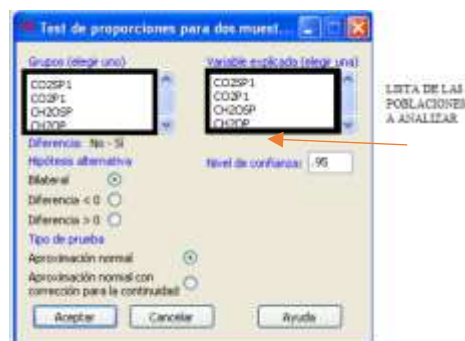 Test de proporciones para dos muest...
Grupos (elegir uno)
Variable explicada (elegir una)
CO2SP1
CO2P1
CH2OSP
CH2OP
CO2SP1
CO2P1
CH2OSP
CH2OP
LISTA DE LAS
POBLACIONES
A ANALIZAR
Diferencia: No - Si
Hipótesis alternativa
Nivel de confianza: .95
Bilateral
Diferencia < 0
Diferencia > 0
Tipo de prueba
Aproximación normal
Aproximación normal con
corrección para la continuidad
Aceptar
Cancelar
Ayuda